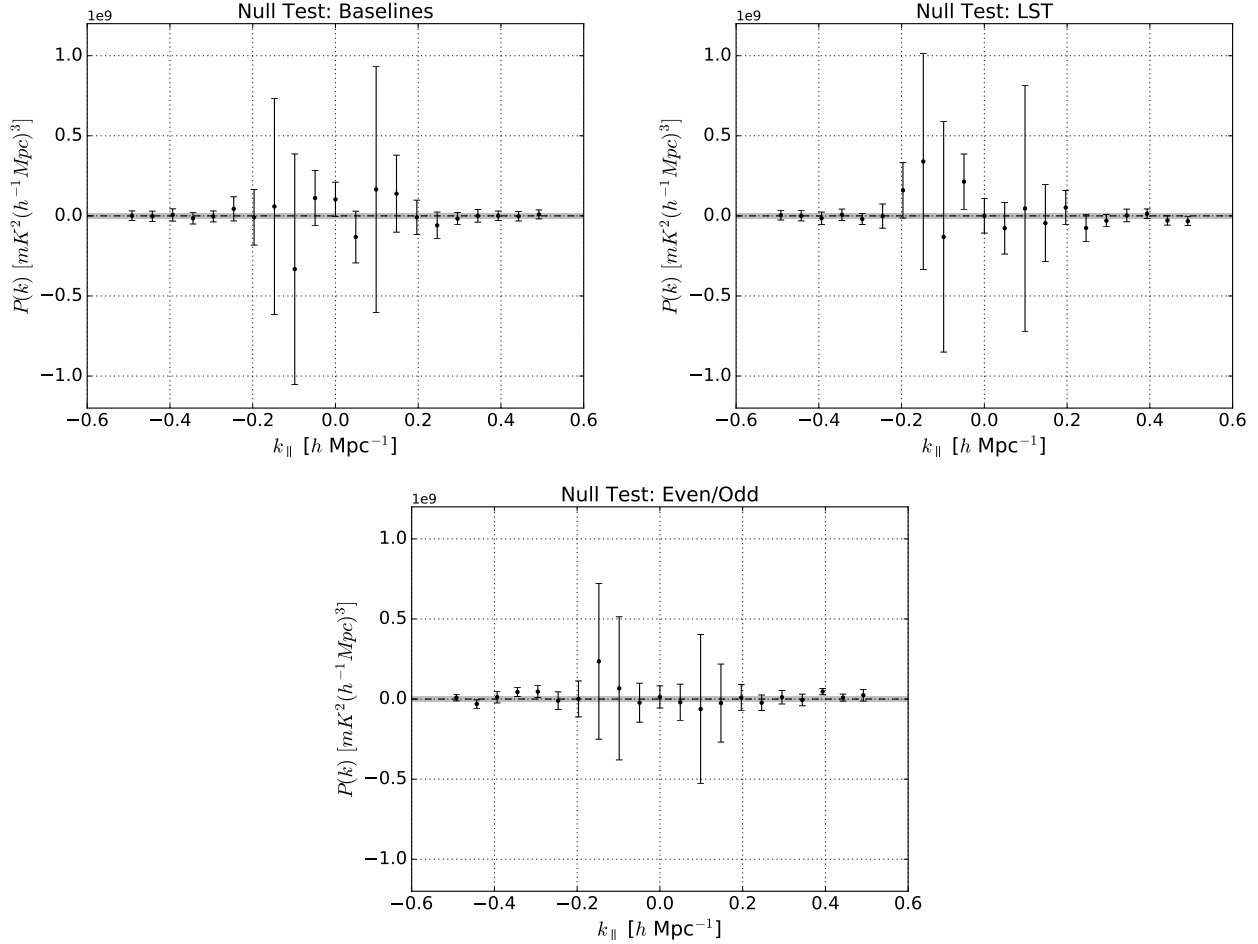 Null Test: Baselines
1e9
1.0
0.5
0.0
−0.5
−1.0
P(k) [mK²(h⁻¹Mpc)³]
−0.6 −0.4 −0.2 0.0 0.2 0.4 0.6
k∥ [h Mpc⁻¹]
Null Test: LST
1e9
1.0
0.5
0.0
−0.5
−1.0
P(k) [mK²(h⁻¹Mpc)³]
−0.6 −0.4 −0.2 0.0 0.2 0.4 0.6
k∥ [h Mpc⁻¹]
Null Test: Even/Odd
1e9
1.0
0.5
0.0
−0.5
−1.0
P(k) [mK²(h⁻¹Mpc)³]
−0.6 −0.4 −0.2 0.0 0.2 0.4 0.6
k∥ [h Mpc⁻¹]